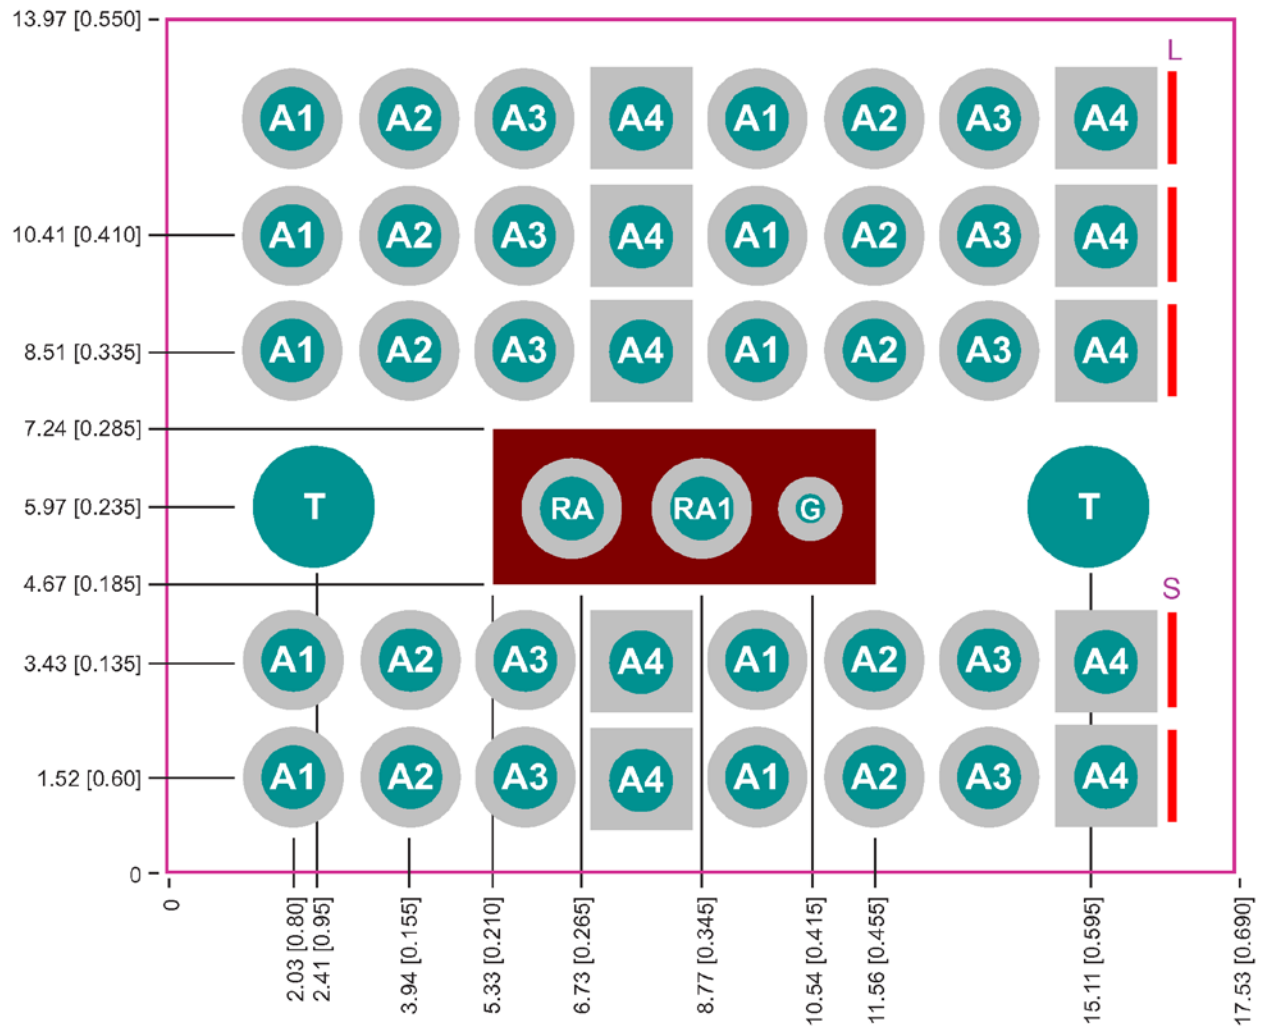 13.97 [0.550]
L
A1 A2 A3 A4 A1 A2 A3 A4
10.41 [0.410]
A1 A2 A3 A4 A1 A2 A3 A4
8.51 [0.335]
A1 A2 A3 A4 A1 A2 A3 A4
7.24 [0.285]
5.97 [0.235]
T RA RA1 G T
4.67 [0.185]
S
3.43 [0.135]
A1 A2 A3 A4 A1 A2 A3 A4
1.52 [0.60]
A1 A2 A3 A4 A1 A2 A3 A4
0
0
2.03 [0.80]
2.41 [0.95]
3.94 [0.155]
5.33 [0.210]
6.73 [0.265]
8.77 [0.345]
10.54 [0.415]
11.56 [0.455]
15.11 [0.595]
17.53 [0.690]